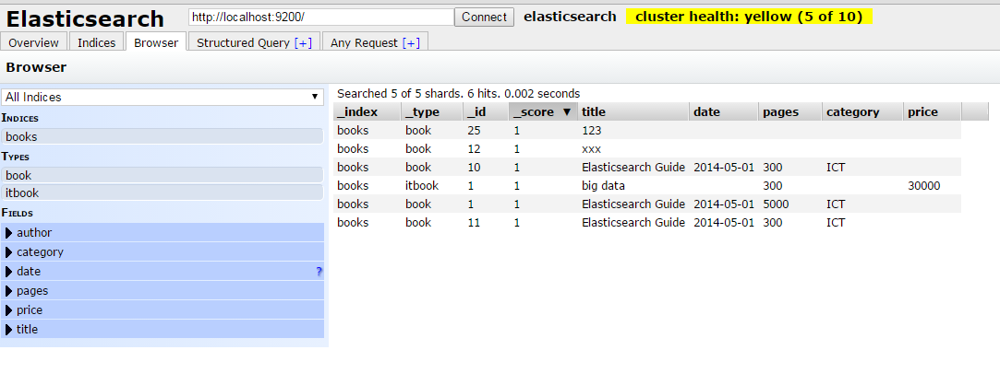 Elasticsearch http://localhost:9200/ Connect elasticsearch cluster health: yellow (5 of 10)
Overview Indices Browser Structured Query [+] Any Request [+]
Browser
All Indices ▼
INDICES
books
TYPES
book
itbook
FIELDS
author
category
date ?
pages
price
title
Searched 5 of 5 shards. 6 hits. 0.002 seconds
_index _type _id _score ▼ title date pages category price
books book 25 1 123
books book 12 1 xxx
books book 10 1 Elasticsearch Guide 2014-05-01 300 ICT
books itbook 1 1 big data 300 30000
books book 1 1 Elasticsearch Guide 2014-05-01 5000 ICT
books book 11 1 Elasticsearch Guide 2014-05-01 300 ICT